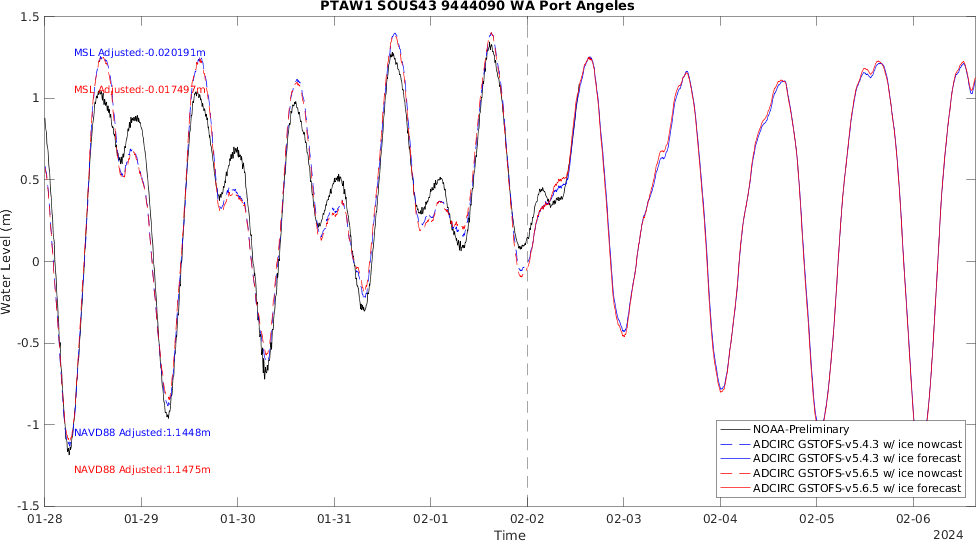 PTAW1 SOUS43 9444090 WA Port Angeles
1.5
1
0.5
0
-0.5
-1
-1.5
Water Level (m)
MSL Adjusted:-0.020191m
MSL Adjusted:-0.017497m
NAVD88 Adjusted:1.1448m
NAVD88 Adjusted:1.1475m
NOAA-Preliminary
ADCIRC GSTOFS-v5.4.3 w/ ice nowcast
ADCIRC GSTOFS-v5.4.3 w/ ice forecast
ADCIRC GSTOFS-v5.6.5 w/ ice nowcast
ADCIRC GSTOFS-v5.6.5 w/ ice forecast
01-28 01-29 01-30 01-31 02-01 02-02 02-03 02-04 02-05 02-06
Time
2024